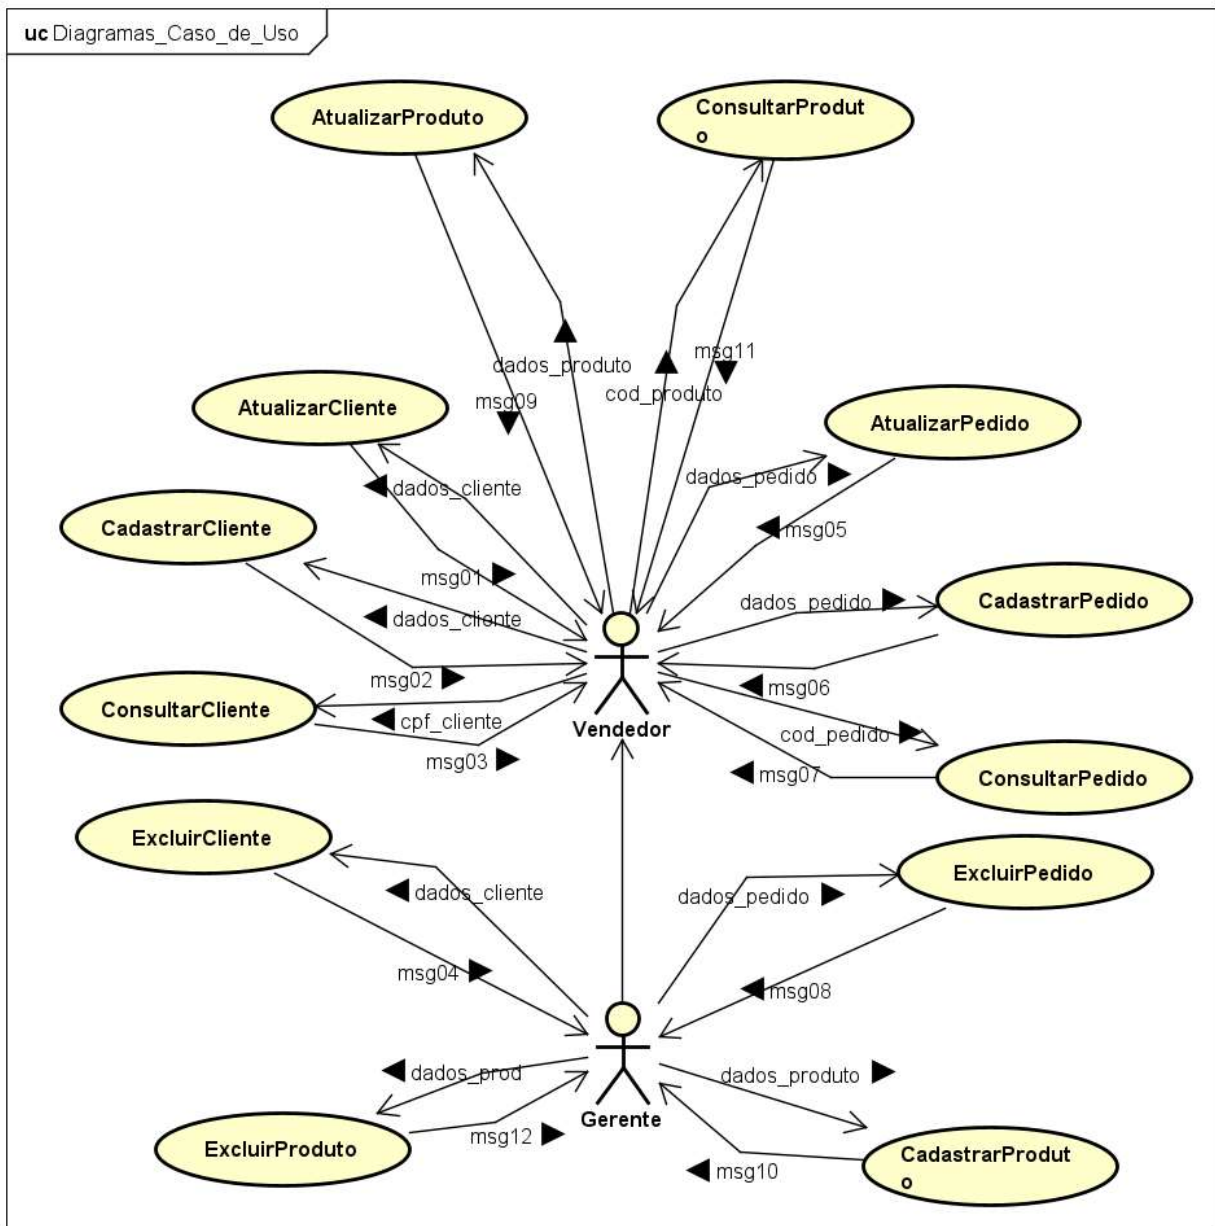 uc Diagramas_Caso_de_Uso
AtualizarProduto
ConsultarProdut
o
dados_produto
msg11
cod_produto
msg09
AtualizarCliente
AtualizarPedido
dados_cliente
dados_pedido
CadastrarCliente
msg05
msg01
dados_cliente
dados_pedido
CadastrarPedido
msg02
msg06
ConsultarCliente
cpf_cliente
Vendedor
cod_pedido
msg03
msg07
ConsultarPedido
ExcluirCliente
ExcluirPedido
dados_cliente
dados_pedido
msg04
msg08
dados_prod
dados_produto
Gerente
msg12
ExcluirProduto
CadastrarProdut
o
msg10